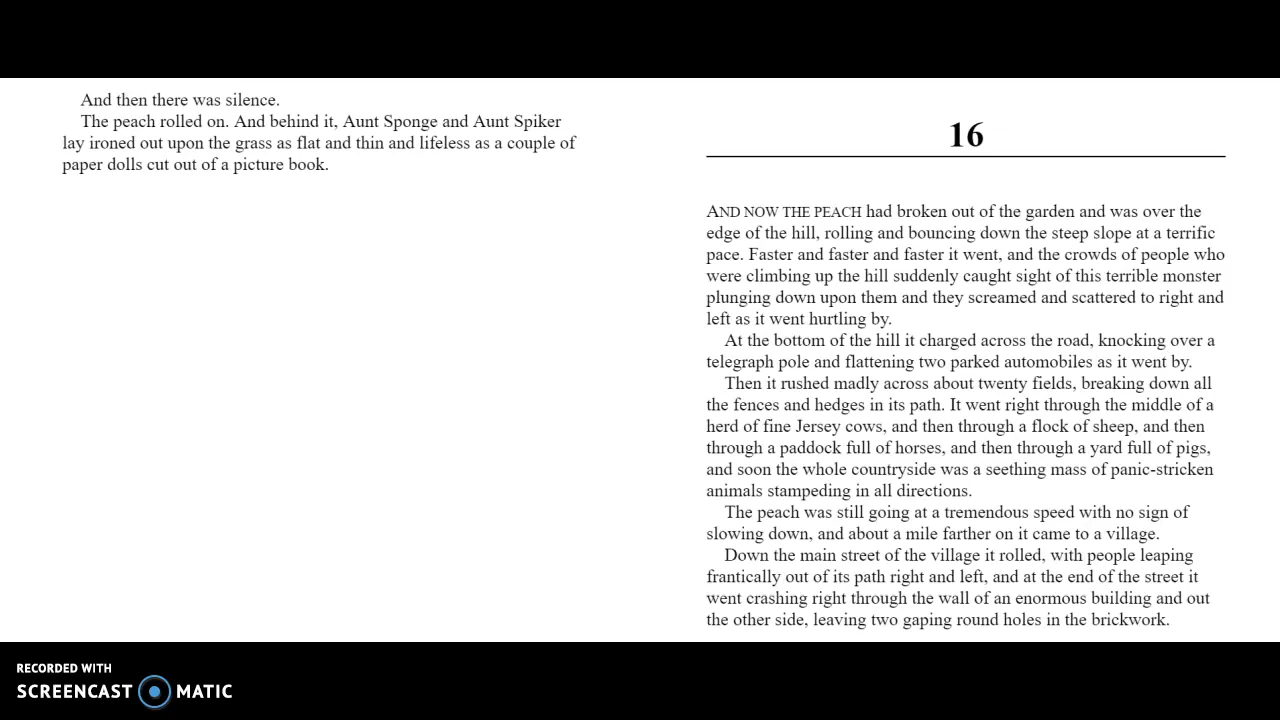 And then there was silence.
The peach rolled on. And behind it, Aunt Sponge and Aunt Spiker
lay ironed out upon the grass as flat and thin and lifeless as a couple of
paper dolls cut out of a picture book.
16
AND NOW THE PEACH had broken out of the garden and was over the
edge of the hill, rolling and bouncing down the steep slope at a terrific
pace. Faster and faster and faster it went, and the crowds of people who
were climbing up the hill suddenly caught sight of this terrible monster
plunging down upon them and they screamed and scattered to right and
left as it went hurtling by.
At the bottom of the hill it charged across the road, knocking over a
telegraph pole and flattening two parked automobiles as it went by.
Then it rushed madly across about twenty fields, breaking down all
the fences and hedges in its path. It went right through the middle of a
herd of fine Jersey cows, and then through a flock of sheep, and then
through a paddock full of horses, and then through a yard full of pigs,
and soon the whole countryside was a seething mass of panic-stricken
animals stampeding in all directions.
The peach was still going at a tremendous speed with no sign of
slowing down, and about a mile farther on it came to a village.
Down the main street of the village it rolled, with people leaping
frantically out of its path right and left, and at the end of the street it
went crashing right through the wall of an enormous building and out
the other side, leaving two gaping round holes in the brickwork.
RECORDED WITH
SCREENCAST MATIC